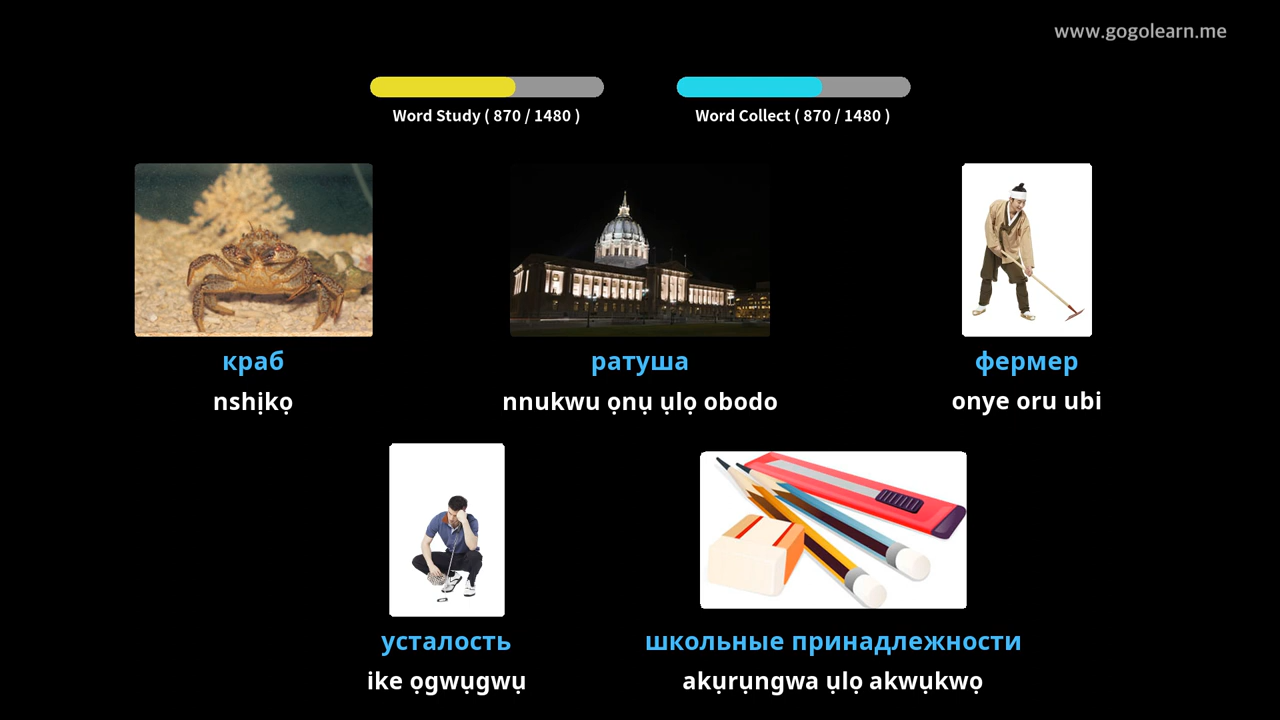 www.gogolearn.me
Word Study ( 870 / 1480 )
Word Collect ( 870 / 1480 )
краб
nshịkọ
ратуша
nnukwu ọnụ ụlọ obodo
фермер
onye oru ubi
усталость
ike ọgwụgwụ
школьные принадлежности
akụrụngwa ụlọ akwụkwọ